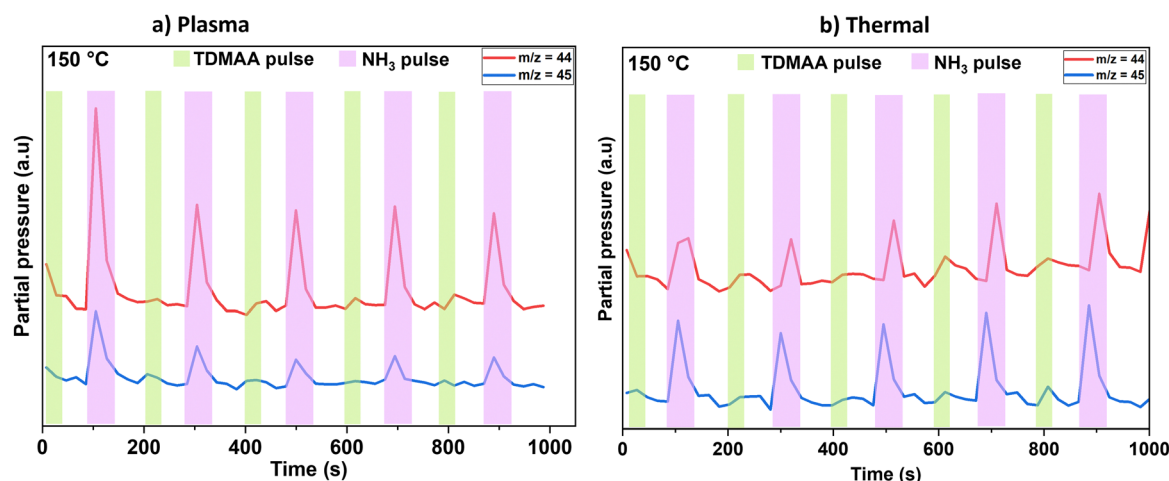 a) Plasma
150 °C
TDMAA pulse
NH₃ pulse
m/z = 44
m/z = 45
Partial pressure (a.u)
0
200
400
600
800
1000
Time (s)
b) Thermal
150 °C
TDMAA pulse
NH₃ pulse
m/z = 44
m/z = 45
Partial pressure (a.u)
0
200
400
600
800
1000
Time (s)